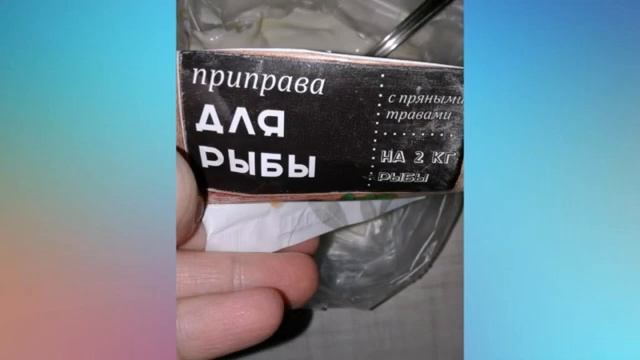 приправа
для
рыбы
с пряными
травами
на 2 кг
рыбы